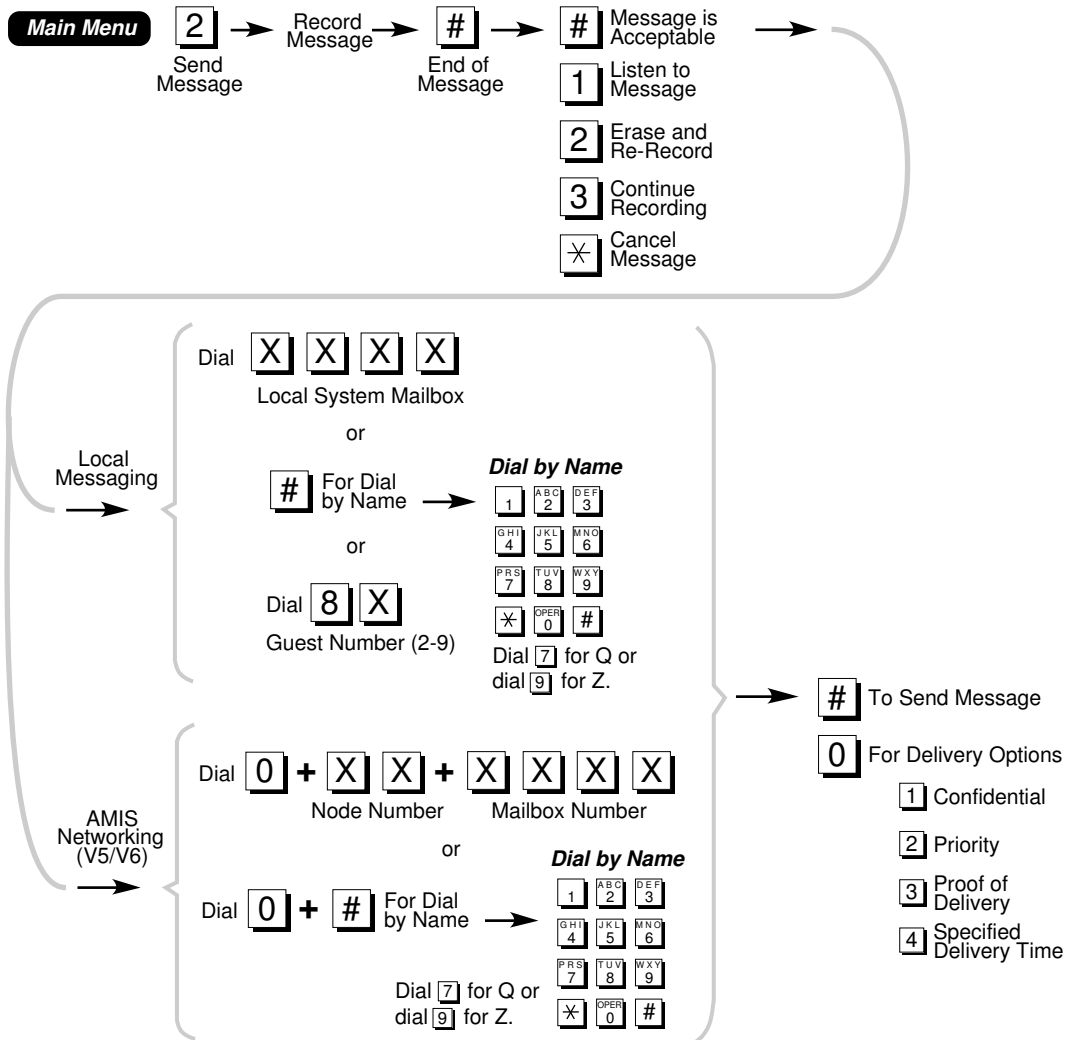 Main Menu
2
Send
Message
Record
Message
#
End of
Message
# Message is
Acceptable
1 Listen to
Message
2 Erase and
Re-Record
3 Continue
Recording
* Cancel
Message
Local
Messaging
Dial X X X X
Local System Mailbox
or
# For Dial
by Name
or
Dial 8 X
Guest Number (2-9)
Dial by Name
1 ABC 2 DEF 3
GHI 4 JKL 5 MNO 6
PRS 7 TUV 8 WXY 9
* OPER 0 #
Dial 7 for Q or
dial 9 for Z.
AMIS
Networking
(V5/V6)
Dial 0 + X X + X X X X
Node Number Mailbox Number
or
Dial 0 + # For Dial
by Name
Dial by Name
1 ABC 2 DEF 3
GHI 4 JKL 5 MNO 6
PRS 7 TUV 8 WXY 9
* OPER 0 #
Dial 7 for Q or
dial 9 for Z.
# To Send Message
0 For Delivery Options
1 Confidential
2 Priority
3 Proof of
Delivery
4 Specified
Delivery Time